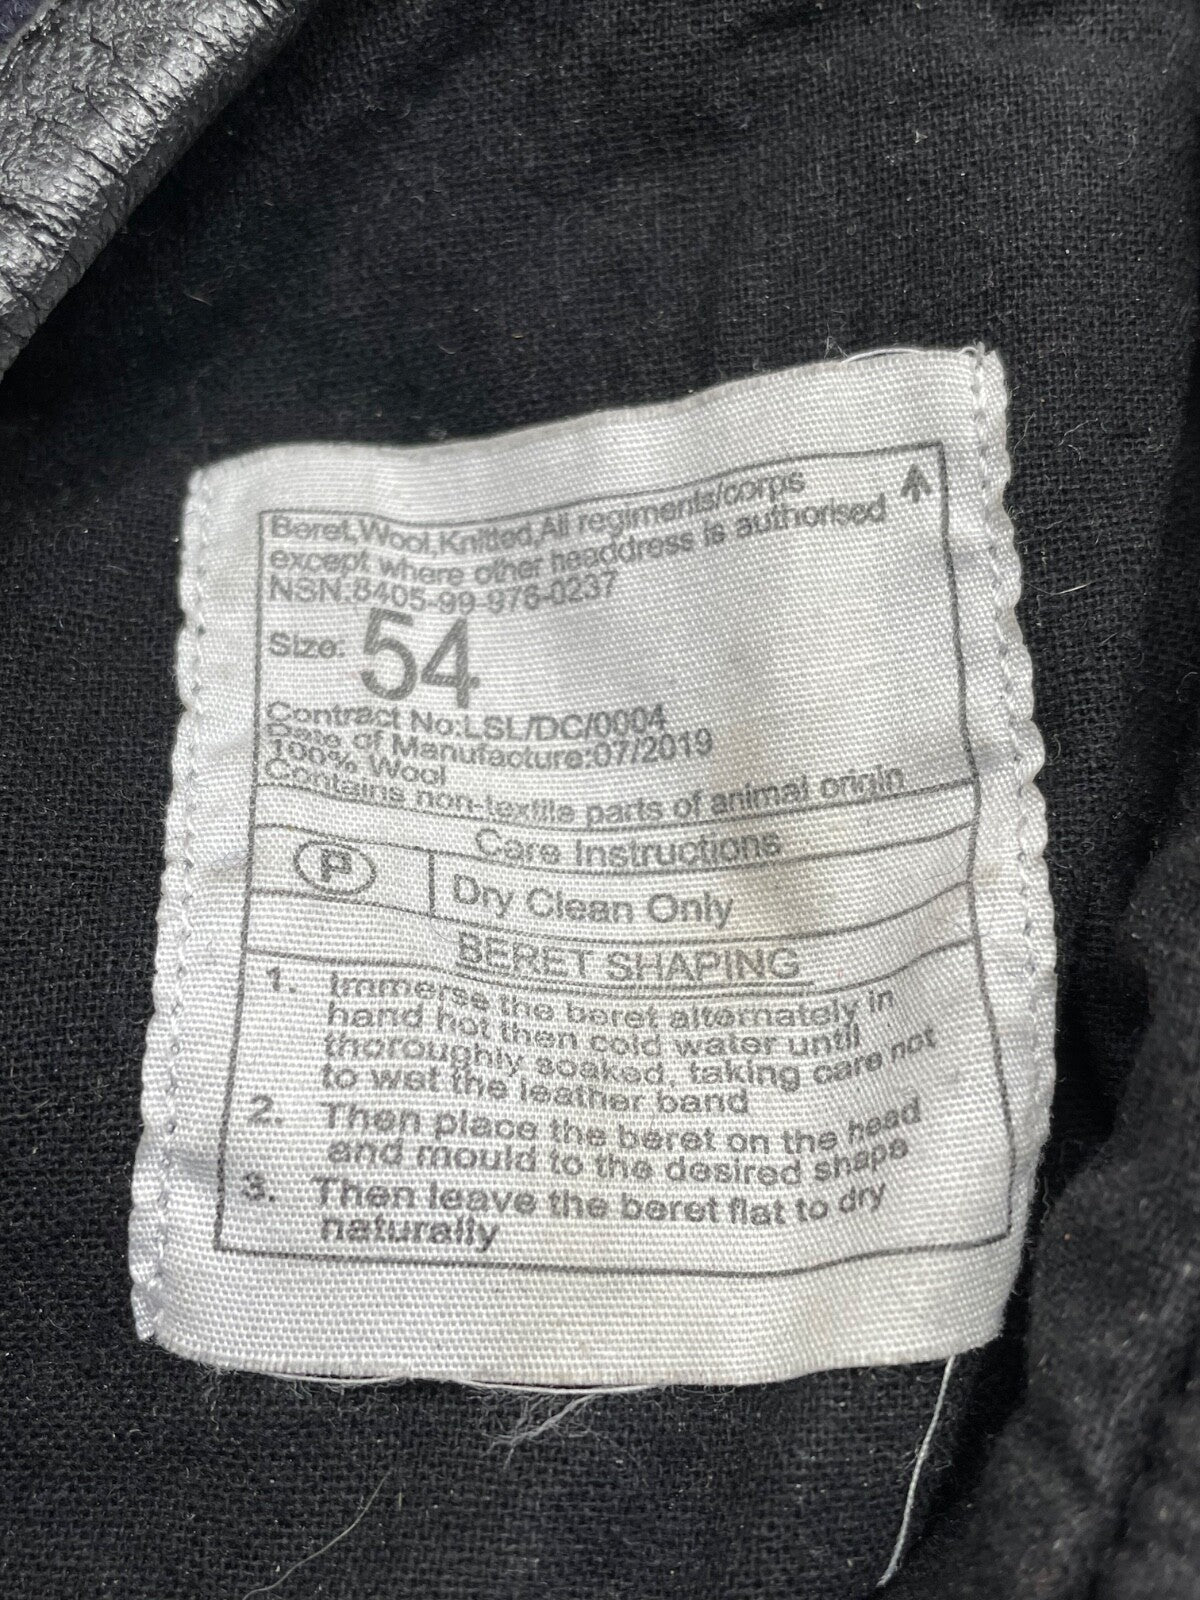 Beret,Wool,Knitted,All regiments/corps
except where other headdress is authorised
NSN:8405-99-976-0237
Size: 54
Contract No:LSL/DC/0004
Date of Manufacture:07/2019
100% Wool
Contains non-textile parts of animal origin
Care Instructions
P Dry Clean Only
BERET SHAPING
1. Immerse the beret alternately in
hand hot then cold water until
thoroughly soaked, taking care not
to wet the leather band
2. Then place the beret on the head
and mould to the desired shape
3. Then leave the beret flat to dry
naturally